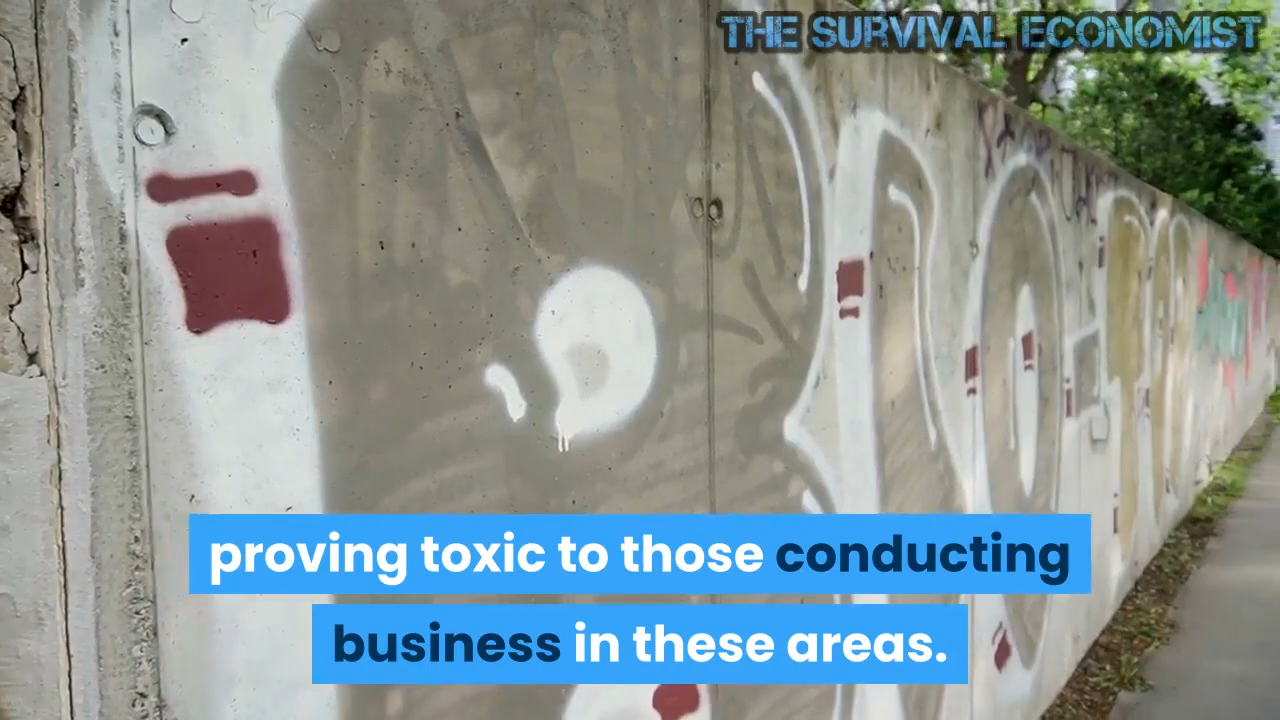 THE SURVIVAL ECONOMIST
proving toxic to those conducting
business in these areas.